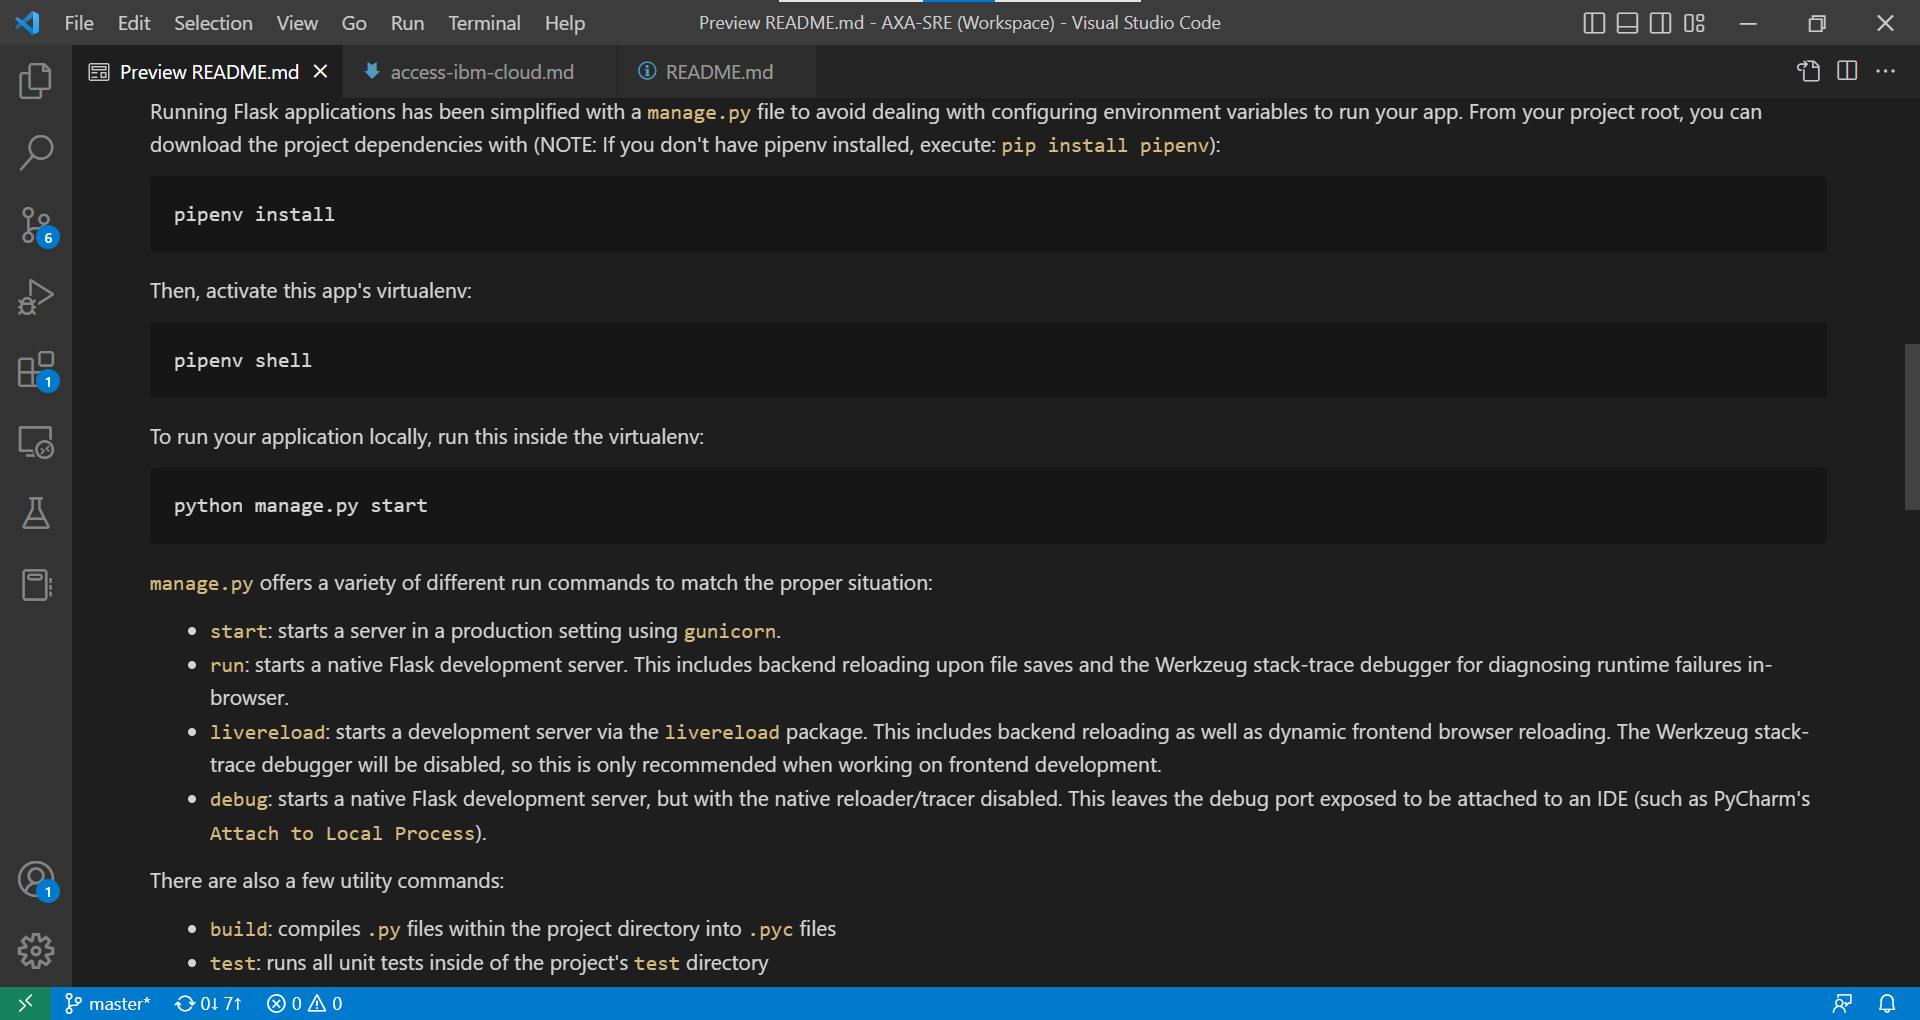 File Edit Selection View Go Run Terminal Help Preview README.md - AXA-SRE (Workspace) - Visual Studio Code
Preview README.md access-ibm-cloud.md README.md
Running Flask applications has been simplified with a manage.py file to avoid dealing with configuring environment variables to run your app. From your project root, you can
download the project dependencies with (NOTE: If you don't have pipenv installed, execute: pip install pipenv):
pipenv install
Then, activate this app's virtualenv:
pipenv shell
To run your application locally, run this inside the virtualenv:
python manage.py start
manage.py offers a variety of different run commands to match the proper situation:
• start: starts a server in a production setting using gunicorn.
• run: starts a native Flask development server. This includes backend reloading upon file saves and the Werkzeug stack-trace debugger for diagnosing runtime failures in-
browser.
• livereload: starts a development server via the livereload package. This includes backend reloading as well as dynamic frontend browser reloading. The Werkzeug stack-
trace debugger will be disabled, so this is only recommended when working on frontend development.
• debug: starts a native Flask development server, but with the native reloader/tracer disabled. This leaves the debug port exposed to be attached to an IDE (such as PyCharm's
Attach to Local Process).
There are also a few utility commands:
• build: compiles .py files within the project directory into .pyc files
• test: runs all unit tests inside of the project's test directory
6
1
1
master* 0↓ 7↑ 0 0